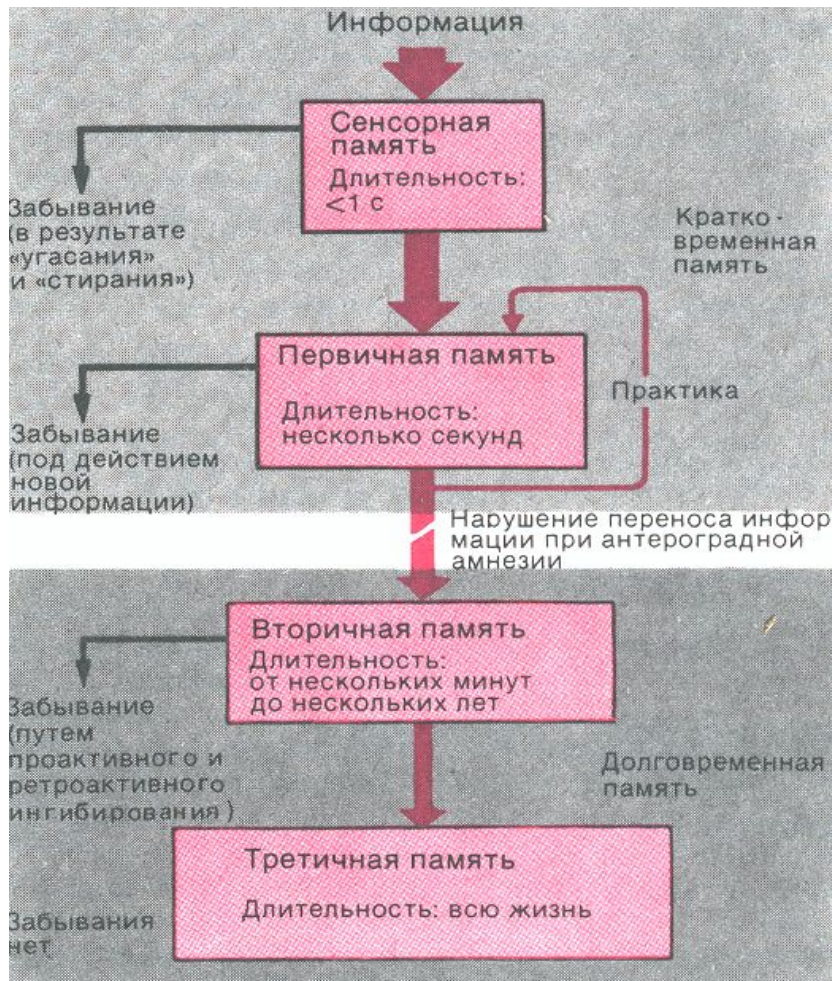 Информация
Сенсорная
память
Длительность:
<1 с
Забывание
(в результате
«угасания»
и «стирания»)
Кратко-
временная
память
Первичная память
Длительность:
несколько секунд
Практика
Забывание
(под действием
новой
информации)
Нарушение переноса инфор
мации при антероградной
амнезии
Вторичная память
Длительность:
от нескольких минут
до нескольких лет
Забывание
(путем
проактивного и
ретроактивного
ингибирования)
Долговременная
память
Третичная память
Длительность: всю жизнь
Забывания
нет